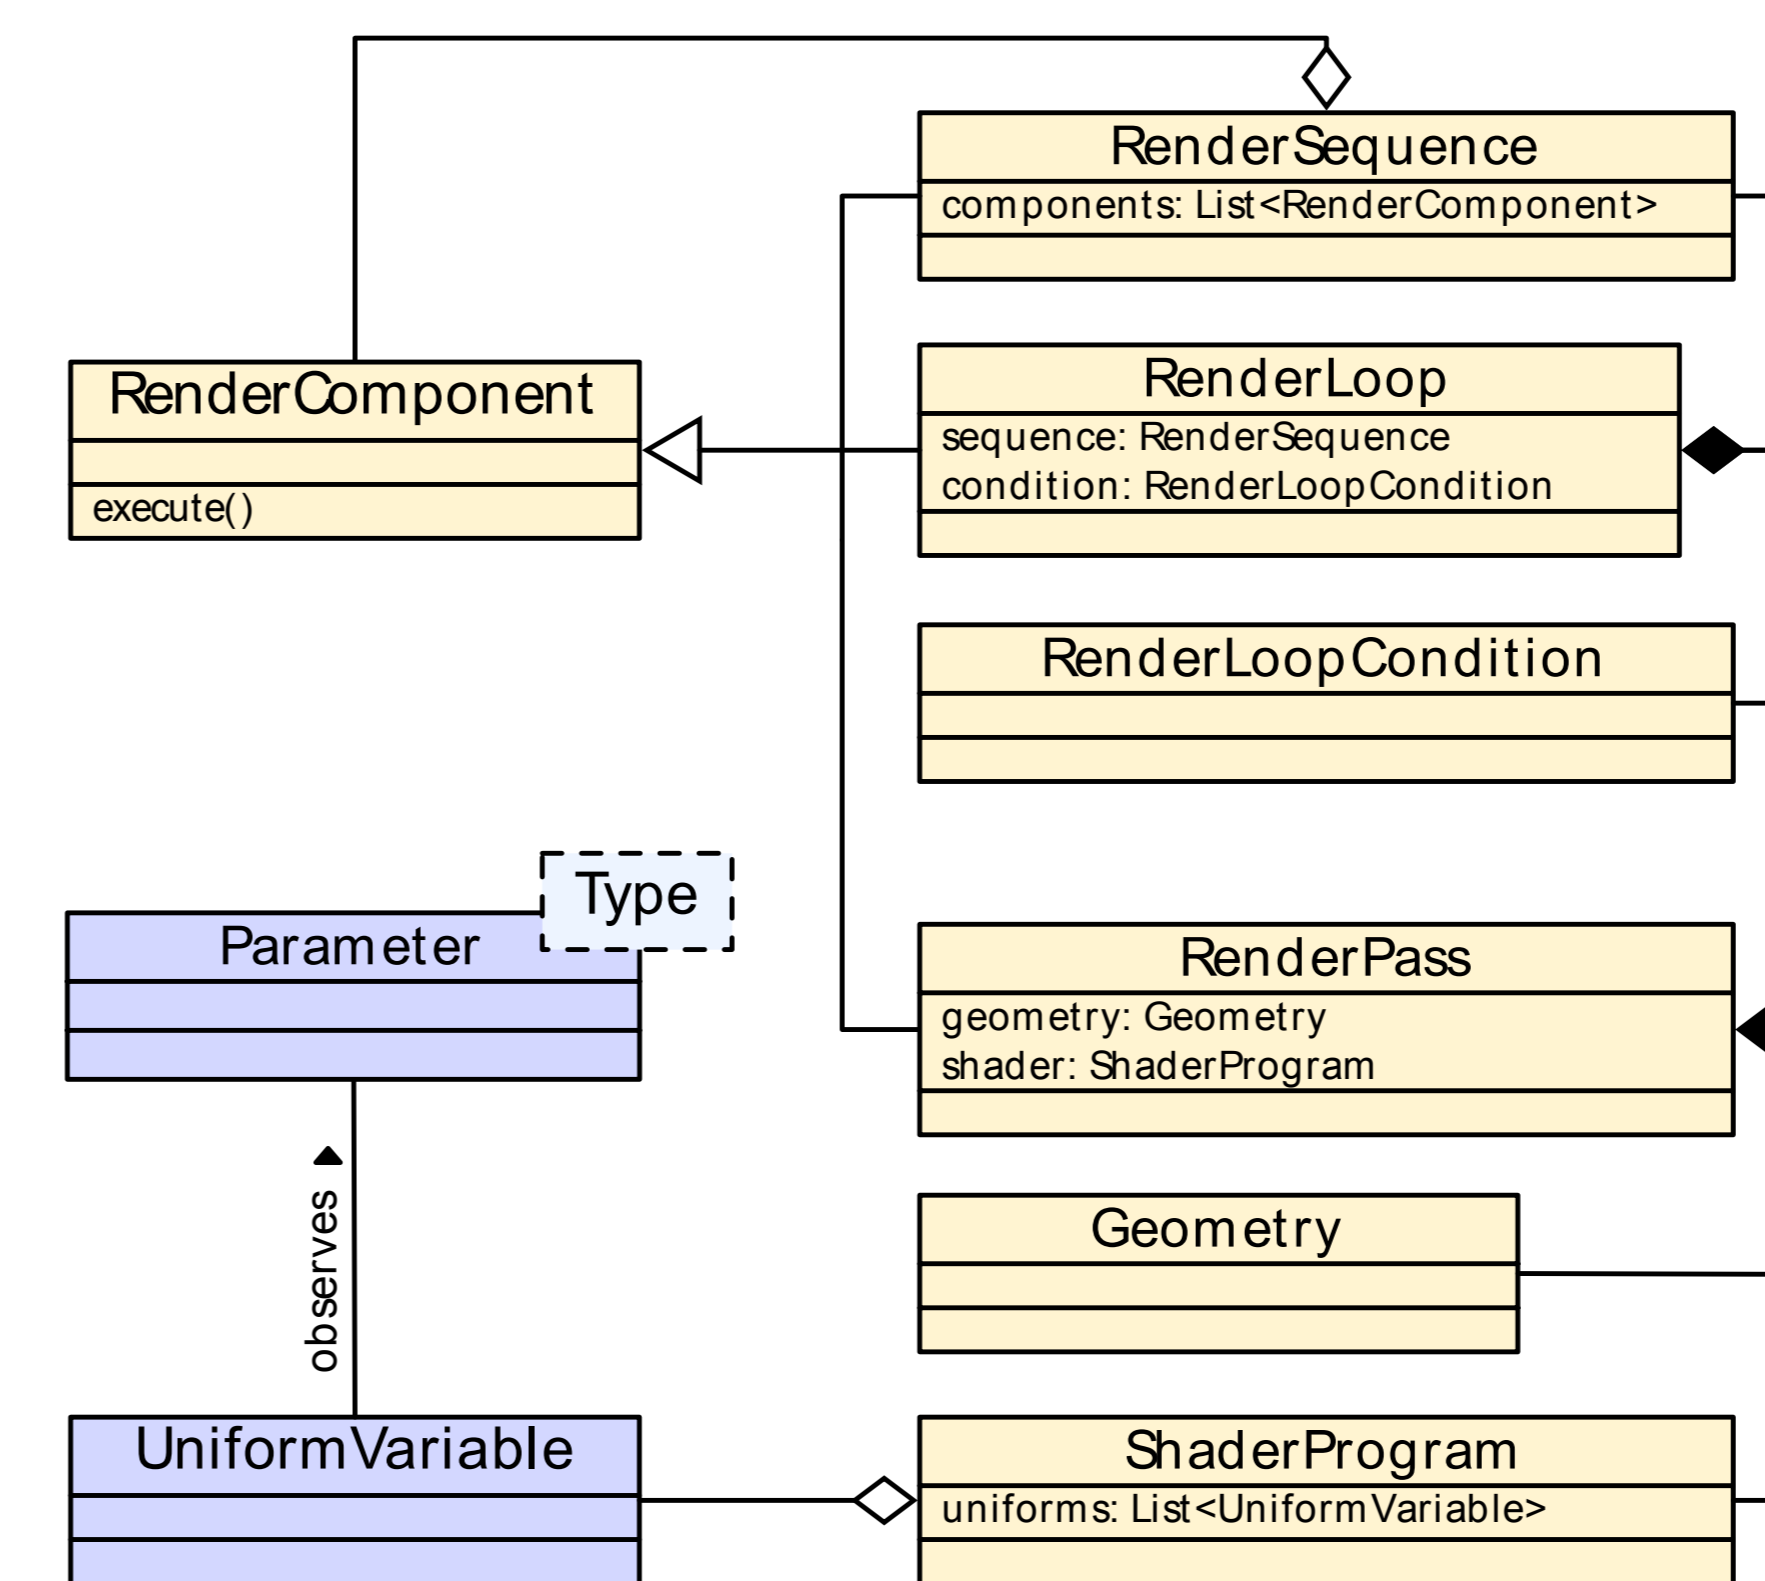 RenderSequence
components: List<RenderComponent>
RenderComponent
execute()
RenderLoop
sequence: RenderSequence
condition: RenderLoopCondition
RenderLoopCondition
Type
Parameter
RenderPass
geometry: Geometry
shader: ShaderProgram
observes
Geometry
UniformVariable
ShaderProgram
uniforms: List<UniformVariable>